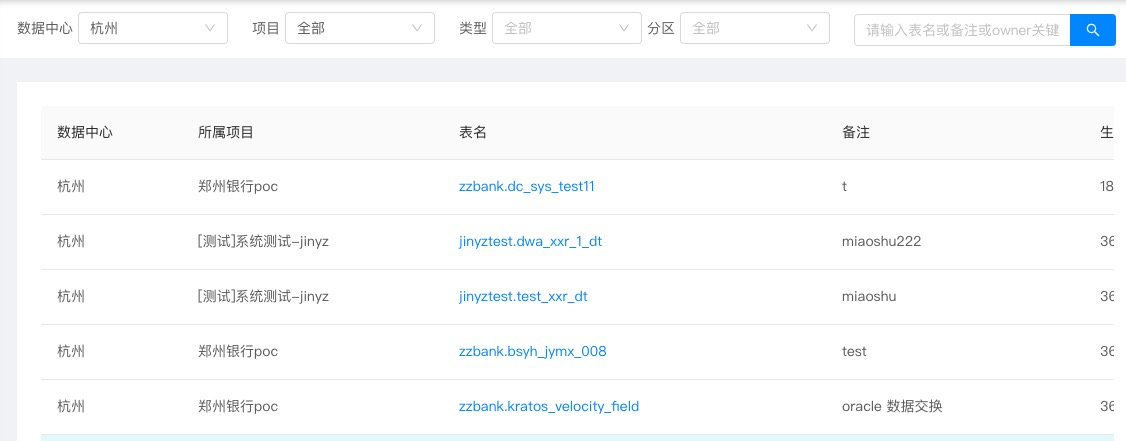 数据中心 杭州 项目 全部 类型 全部 分区 全部 请输入表名或备注或owner关键
数据中心 所属项目 表名 备注 生
杭州 郑州银行poc zzbank.dc_sys_test11 t 18
杭州 [测试]系统测试-jinyz jinyztest.dwa_xxr_1_dt miaoshu222 36
杭州 [测试]系统测试-jinyz jinyztest.test_xxr_dt miaoshu 36
杭州 郑州银行poc zzbank.bsyh_jymx_008 test 36
杭州 郑州银行poc zzbank.kratos_velocity_field oracle 数据交换 36